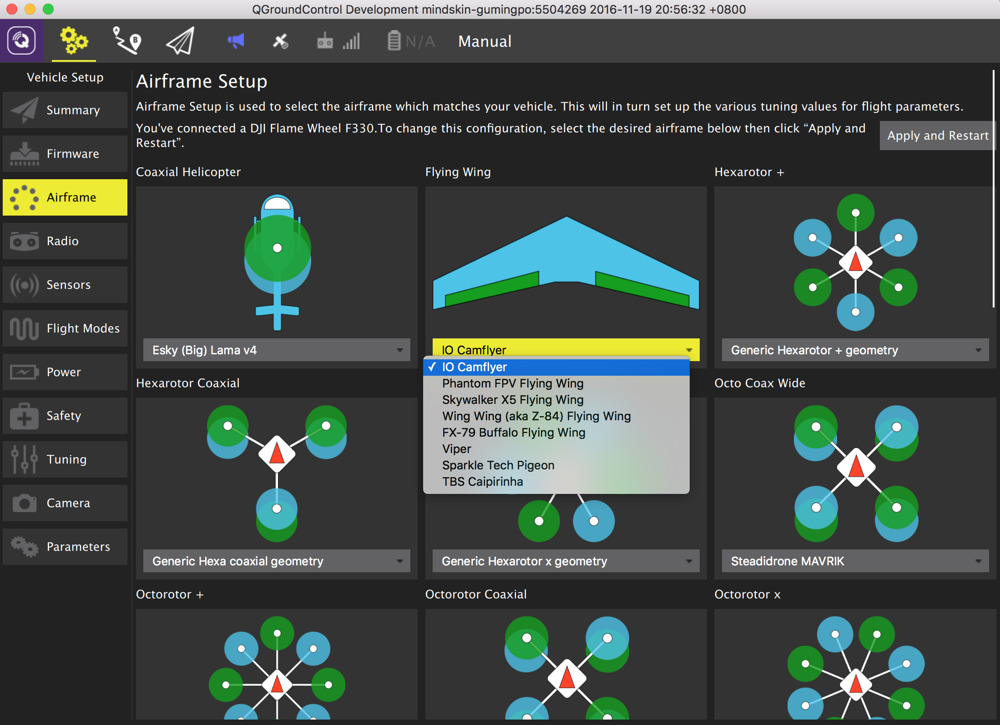 QGroundControl Development mindskin-gumingpo:5504269 2016-11-19 20:56:32 +0800
A
B
N/A
Manual
Vehicle Setup
Summary
Firmware
Airframe
Radio
Sensors
Flight Modes
Power
Safety
Tuning
Camera
Parameters
Airframe Setup
Airframe Setup is used to select the airframe which matches your vehicle. This will in turn set up the various tuning values for flight parameters.
You've connected a DJI Flame Wheel F330.To change this configuration, select the desired airframe below then click “Apply and
Restart”.
Apply and Restart
Coaxial Helicopter
Flying Wing
Hexarotor +
Esky (Big) Lama v4
IO Camflyer
Generic Hexarotor + geometry
✓ IO Camflyer
Phantom FPV Flying Wing
Skywalker X5 Flying Wing
Wing Wing (aka Z-84) Flying Wing
FX-79 Buffalo Flying Wing
Viper
Sparkle Tech Pigeon
TBS Caipirinha
Hexarotor Coaxial
Octo Coax Wide
Generic Hexa coaxial geometry
Generic Hexarotor x geometry
Steadidrone MAVRIK
Octorotor +
Octorotor Coaxial
Octorotor x